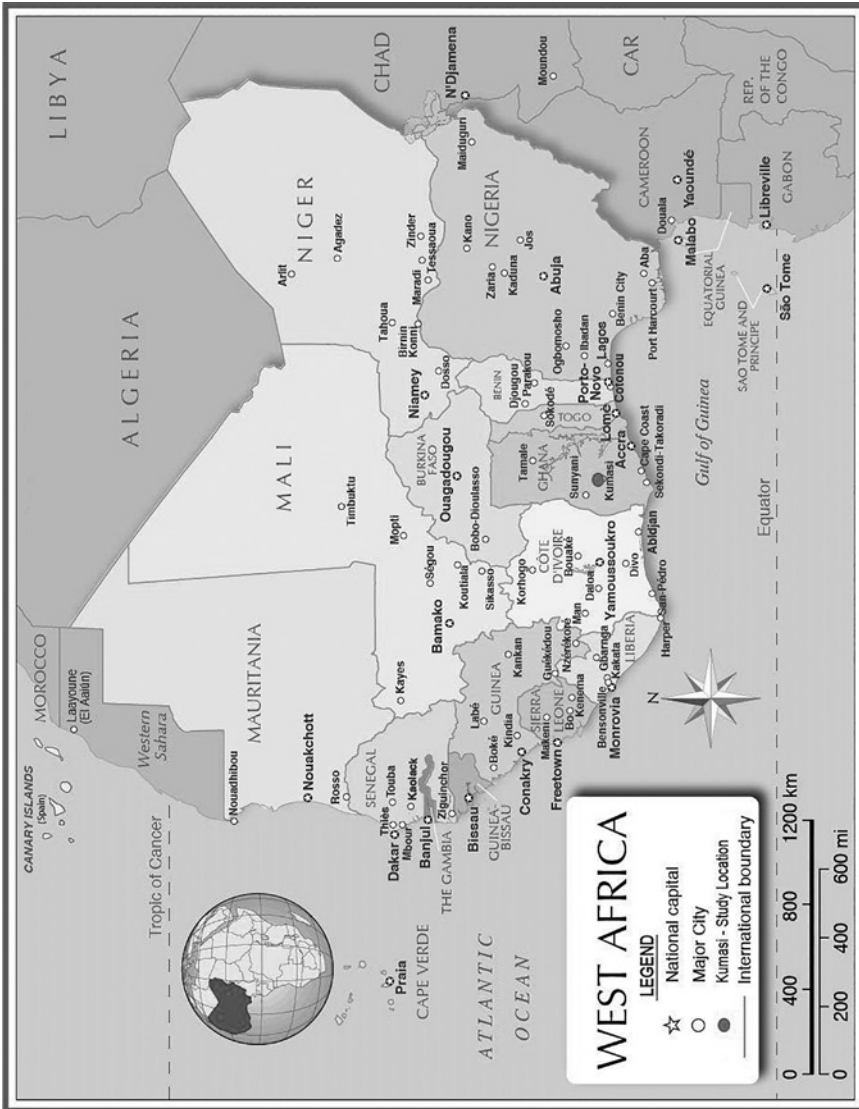 CANARY ISLANDS
(Spain)
MOROCCO
Laayoune
(El Aaiún)
Western
Sahara
ALGERIA
LIBYA
Tropic of Cancer
Nouadhibou
MAURITANIA
Nouakchott
Rosso
MALI
Timbuktu
Mopti
Ségou
Koutiala
Sikasso
Bamako
Kayes
NIGER
Arlit
Agadez
Tahoua
Birnin
Konni
Maradi
Tessaoua
Zinder
Niamey
Dosso
CHAD
N'Djamena
Moundou
CAR
CAPE VERDE
Praia
SENEGAL
Dakar
Thiès
Mbour
Touba
Kaolack
Banjul
THE GAMBIA
Ziguinchor
Bissau
GUINEA-
BISSAU
GUINEA
Labé
Boké
Kindia
Conakry
Kankan
Guékédou
Nzérékoré
SIERRA
LEONE
Makeni
Freetown
Bo
Kenema
LIBERIA
Bensonville
Monrovia
Gbarnga
Kakata
Harper
CÔTE
D'IVOIRE
Korhogo
Bouaké
Man
Daloa
Yamoussoukro
Divo
San-Pédro
Abidjan
BURKINA
FASO
Ouagadougou
Bobo-Dioulasso
GHANA
Tamale
Sunyani
Kumasi
Accra
Cape Coast
Sekondi-Takoradi
TOGO
Sokodé
Lomé
BENIN
Djougou
Parakou
Porto-
Novo
Cotonou
NIGERIA
Maiduguri
Kano
Zaria
Kaduna
Jos
Abuja
Ogbomosho
Ibadan
Lagos
Benin City
Port Harcourt
Aba
CAMEROON
Douala
Yaoundé
Malabo
EQUATORIAL
GUINEA
SAO TOME AND
PRINCIPE
São Tome
Libreville
GABON
REP.
OF THE
CONGO
ATLANTIC
OCEAN
Gulf of Guinea
Equator
N
WEST AFRICA
LEGEND
National capital
Major City
Kumasi - Study Location
International boundary
0 400 800 1200 km
0 200 400 600 mi